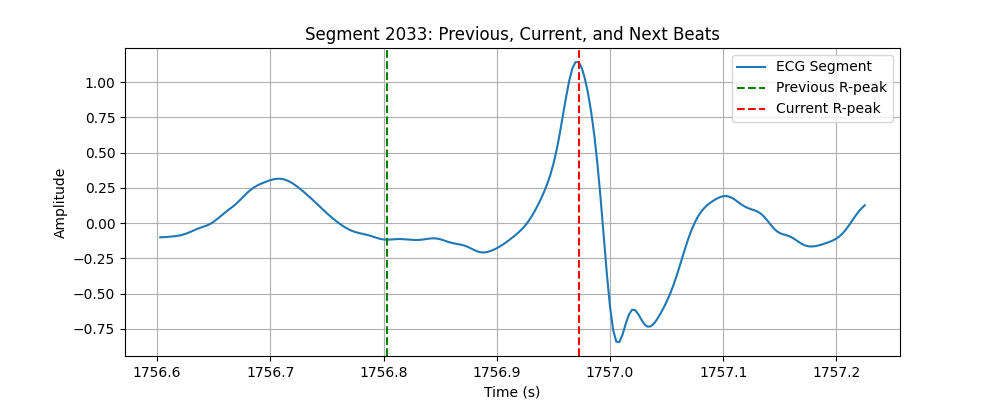 Segment 2033: Previous, Current, and Next Beats
ECG Segment
Previous R-peak
Current R-peak
1.00
0.75
0.50
0.25
0.00
−0.25
−0.50
−0.75
Amplitude
1756.6 1756.7 1756.8 1756.9 1757.0 1757.1 1757.2
Time (s)